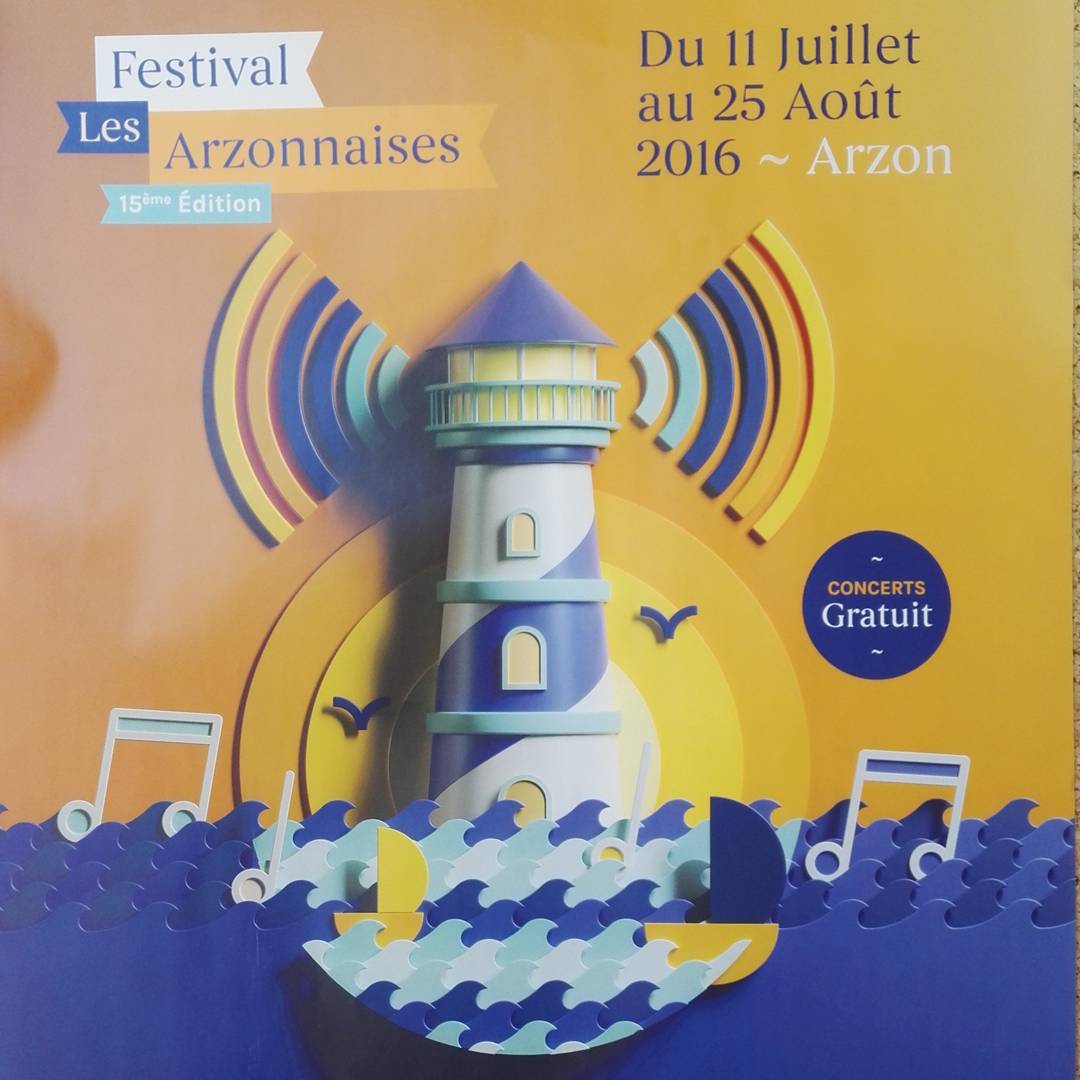 Festival
Les
Arzonnaises
15ème Édition
Du 11 Juillet
au 25 Août
2016 ~ Arzon
~
CONCERTS
Gratuit
~